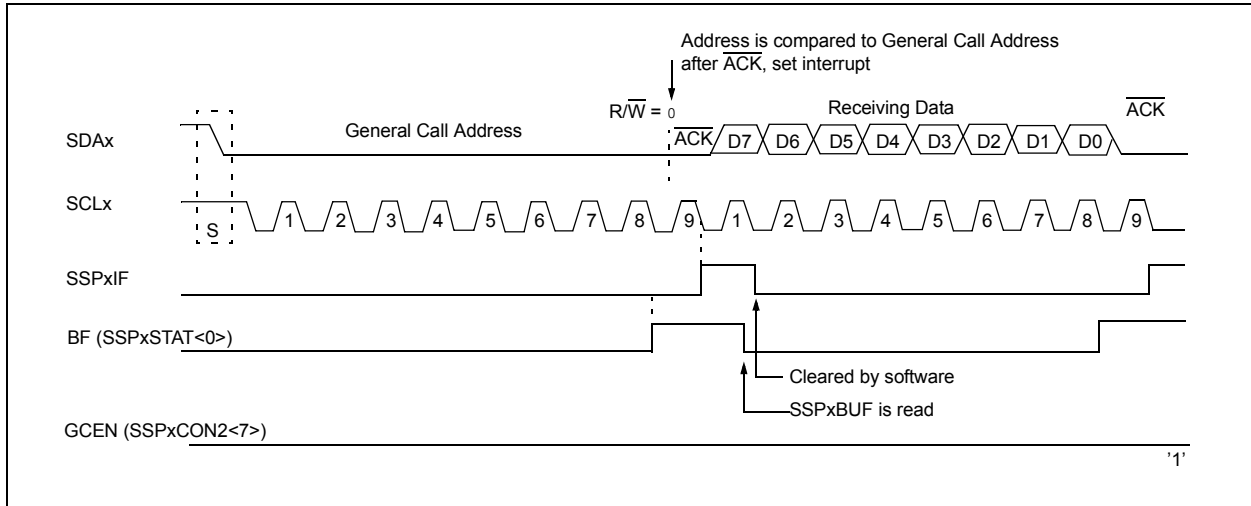 Address is compared to General Call Address
after ACK, set interrupt
R/W = 0
Receiving Data
ACK
SDAx
General Call Address
ACK
D7 D6 D5 D4 D3 D2 D1 D0
SCLx
S
1 2 3 4 5 6 7 8 9 1 2 3 4 5 6 7 8 9
SSPxIF
BF (SSPxSTAT<0>)
Cleared by software
SSPxBUF is read
GCEN (SSPxCON2<7>)
'1'